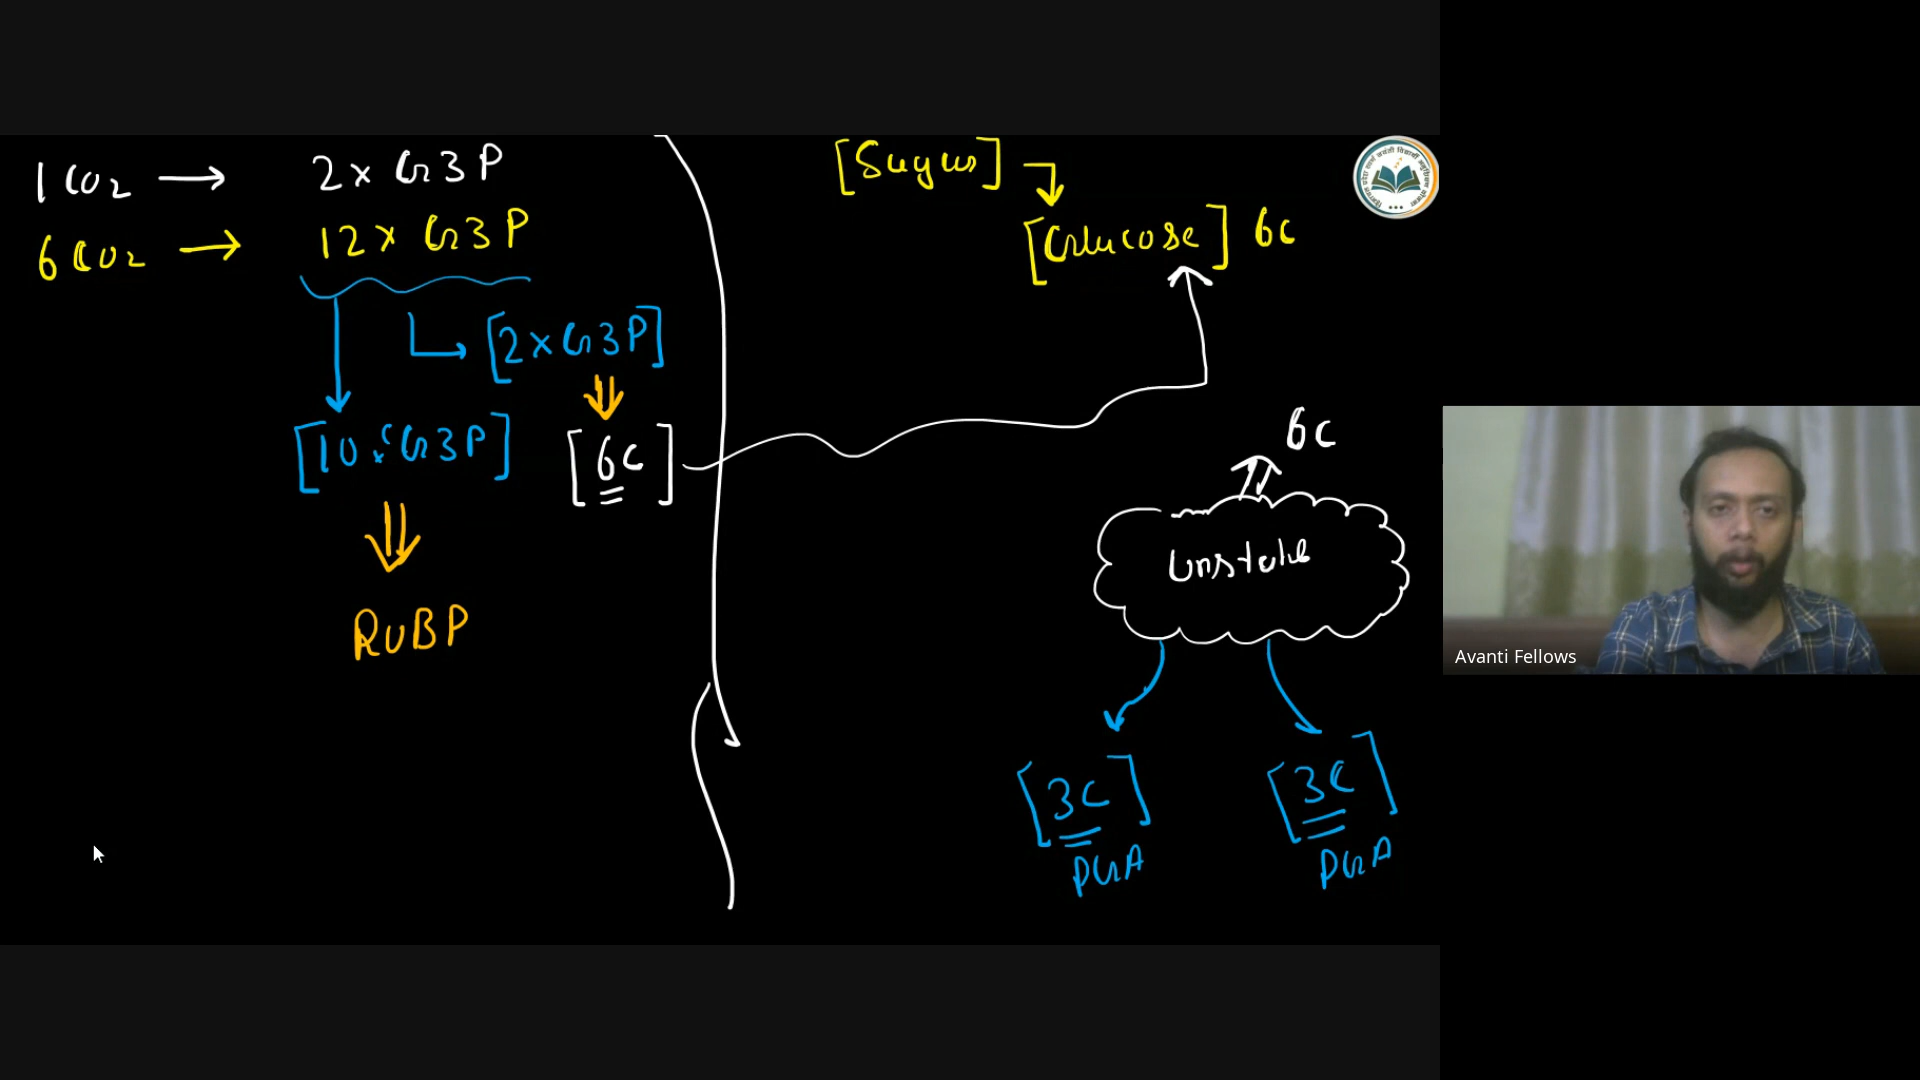 1 CO2 → 2 x G3P
6 CO2 → 12 x G3P
[2 x G3P]
[10 x G3P]
[6C]
RUBP
[Sugar]
[Glucose] 6C
6C
Unstable
[3C]
[3C]
PGA
PGA
Avanti Fellows